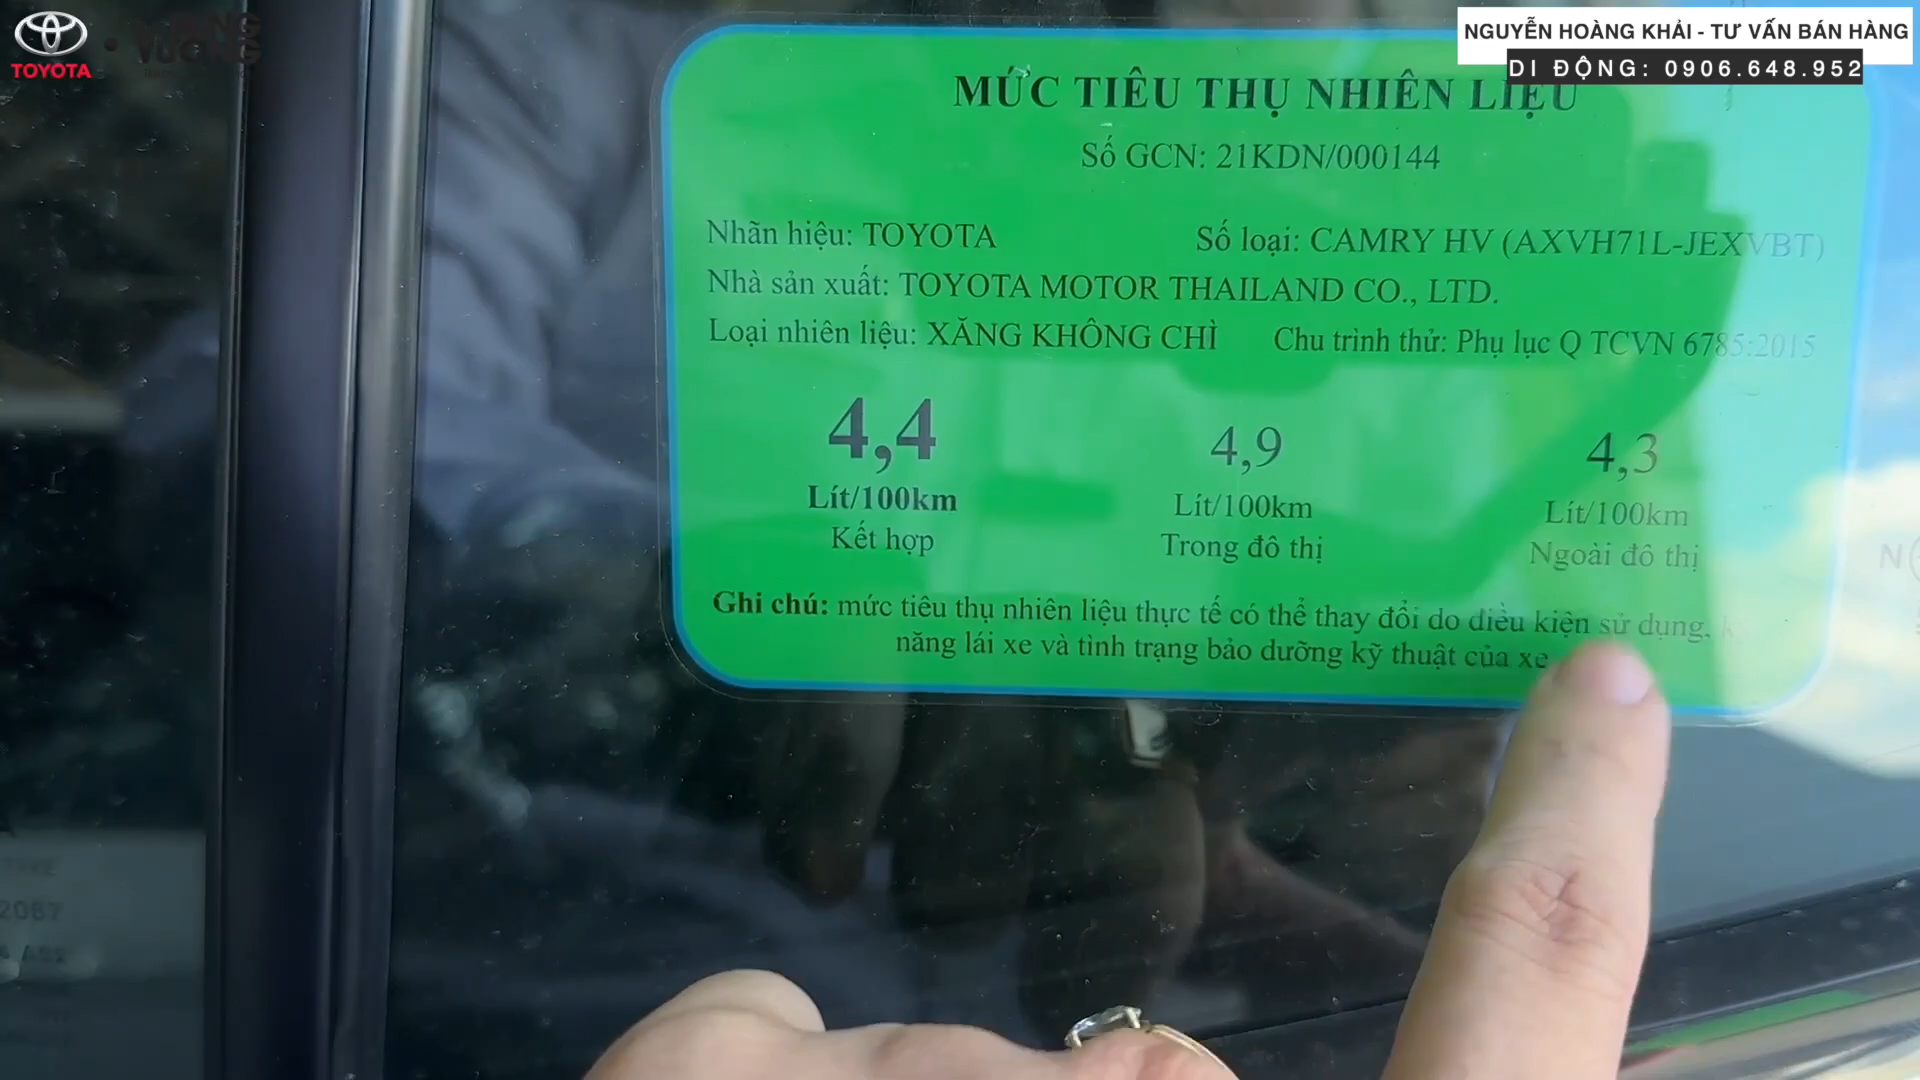 TOYOTA
VƯƠNG
NGUYỄN HOÀNG KHẢI - TƯ VẤN BÁN HÀNG
DI ĐỘNG: 0906.648.952
MỨC TIÊU THỤ NHIÊN LIỆU
Số GCN: 21KDN/000144
Nhãn hiệu: TOYOTA Số loại: CAMRY HV (AXVH71L-JEXVBT)
Nhà sản xuất: TOYOTA MOTOR THAILAND CO., LTD.
Loại nhiên liệu: XĂNG KHÔNG CHÌ Chu trình thử: Phụ lục Q TCVN 6785:2015
4,4 4,9 4,3
Lít/100km Lít/100km Lít/100km
Kết hợp Trong đô thị Ngoài đô thị
Ghi chú: mức tiêu thụ nhiên liệu thực tế có thể thay đổi do điều kiện sử dụng,
năng lái xe và tình trạng bảo dưỡng kỹ thuật của xe